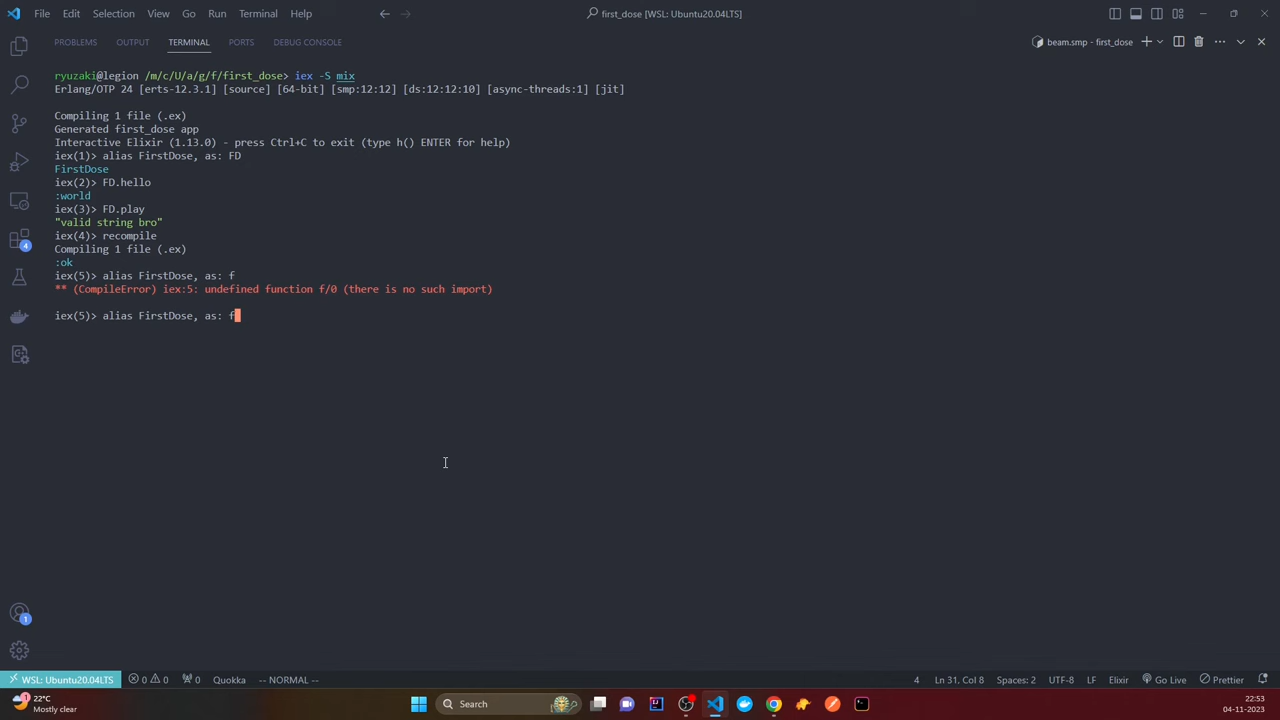 File Edit Selection View Go Run Terminal Help
first_dose [WSL: Ubuntu20.04LTS]
PROBLEMS OUTPUT TERMINAL PORTS DEBUG CONSOLE
beam.smp - first_dose
ryuzaki@legion /m/c/U/a/g/f/first_dose> iex -S mix
Erlang/OTP 24 [erts-12.3.1] [source] [64-bit] [smp:12:12] [ds:12:12:10] [async-threads:1] [jit]
Compiling 1 file (.ex)
Generated first_dose app
Interactive Elixir (1.13.0) - press Ctrl+C to exit (type h() ENTER for help)
iex(1)> alias FirstDose, as: FD
FirstDose
iex(2)> FD.hello
:world
iex(3)> FD.play
"valid string bro"
iex(4)> recompile
Compiling 1 file (.ex)
:ok
iex(5)> alias FirstDose, as: f
** (CompileError) iex:5: undefined function f/0 (there is no such import)
iex(5)> alias FirstDose, as: f
4
1
WSL: Ubuntu20.04LTS 0 0 0 Quokka -- NORMAL -- 4 Ln 31, Col 8 Spaces: 2 UTF-8 LF Elixir Go Live Prettier
1
22°C
Mostly clear
Search
22:53
04-11-2023